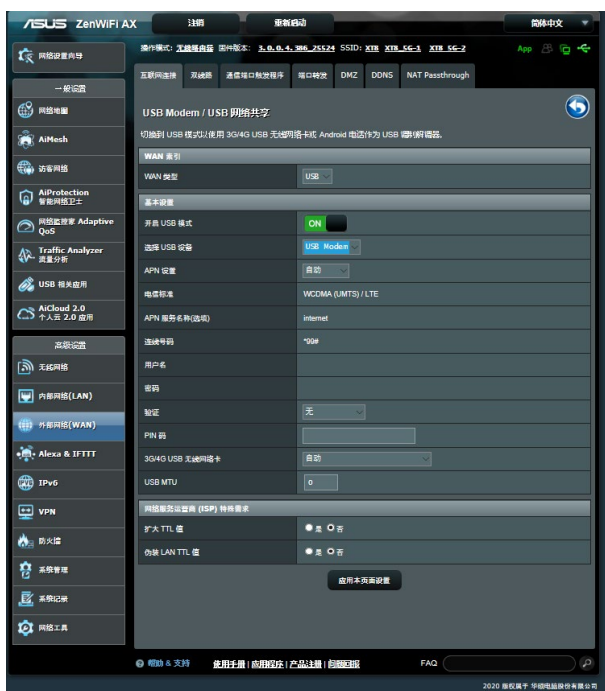 ASUS ZenWiFi AX 注销 重新启动 简体中文
操作模式: 无线路由器 固件版本: 3.0.0.4.386_25524 SSID: XT8 XT8_5G-1 XT8_5G-2 App
网络设置向导
互联网连接 双线路 通信端口触发程序 端口转发 DMZ DDNS NAT Passthrough
一般设置
网络地图
AiMesh
访客网络
AiProtection
智能网络卫士
网络监控家 Adaptive
QoS
Traffic Analyzer
流量分析
USB 相关应用
AiCloud 2.0
个人云 2.0 应用
高级设置
无线网络
内部网络(LAN)
外部网络(WAN)
Alexa & IFTTT
IPv6
VPN
防火墙
系统管理
系统记录
网络工具
USB Modem / USB 网络共享
切换到 USB 模式以使用 3G/4G USB 无线网络卡或 Android 电话作为 USB 调制解调器。
WAN 索引
WAN 类型 USB
基本设置
开启 USB 模式 ON
选择 USB 设备 USB Modem
APN 设置 自动
电信标准 WCDMA (UMTS) / LTE
APN 服务名称(选填) internet
连线号码 *99#
用户名
密码
验证 无
PIN 码
3G/4G USB 无线网络卡 自动
USB MTU 0
网络服务运营商 (ISP) 特殊需求
扩大 TTL 值 是 否
伪装 LAN TTL 值 是 否
应用本页面设置
帮助 & 支持 使用手册 | 应用程序 | 产品注册 | 问题回报 FAQ
2020 版权属于 华硕电脑股份有限公司